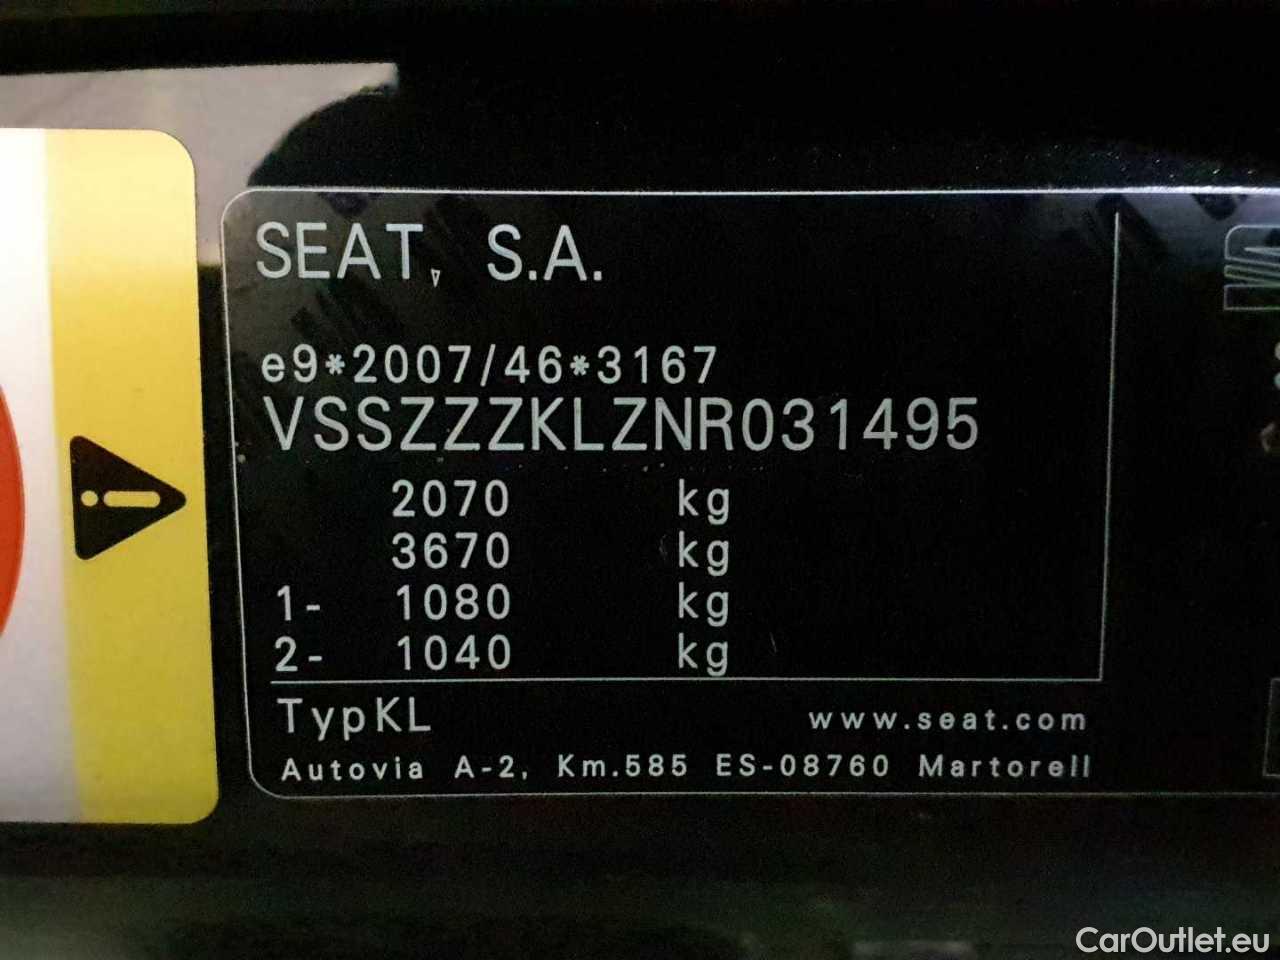 SEAT, S.A.
e9*2007/46*3167
VSSZZZKLZNR031495
2070 kg
3670 kg
1- 1080 kg
2- 1040 kg
TypKL www.seat.com
Autovia A-2, Km.585 ES-08760 Martorell
CarOutlet.eu